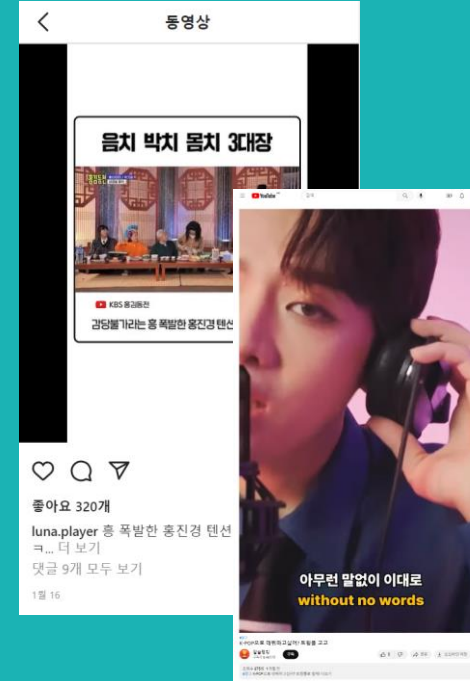 동영상
음치 박치 몸치 3대장
KBS 홍김동전
감당불가라는 흥 폭발한 홍진경 텐션
좋아요 320개
luna.player 흥 폭발한 홍진경 텐션
ㅋ... 더 보기
댓글 9개 모두 보기
1월 16
YouTube
아무런 말없이 이대로
without no words